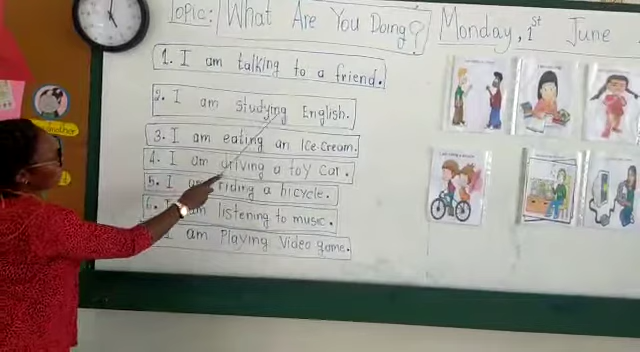 Topic: What Are You Doing? Monday, 1st June
1. I am talking to a friend.
2. I am studying English.
3. I am eating an Ice-Cream.
4. I am driving a toy car.
5. I am riding a bicycle.
6. I listening to music.
I am Playing Video game.